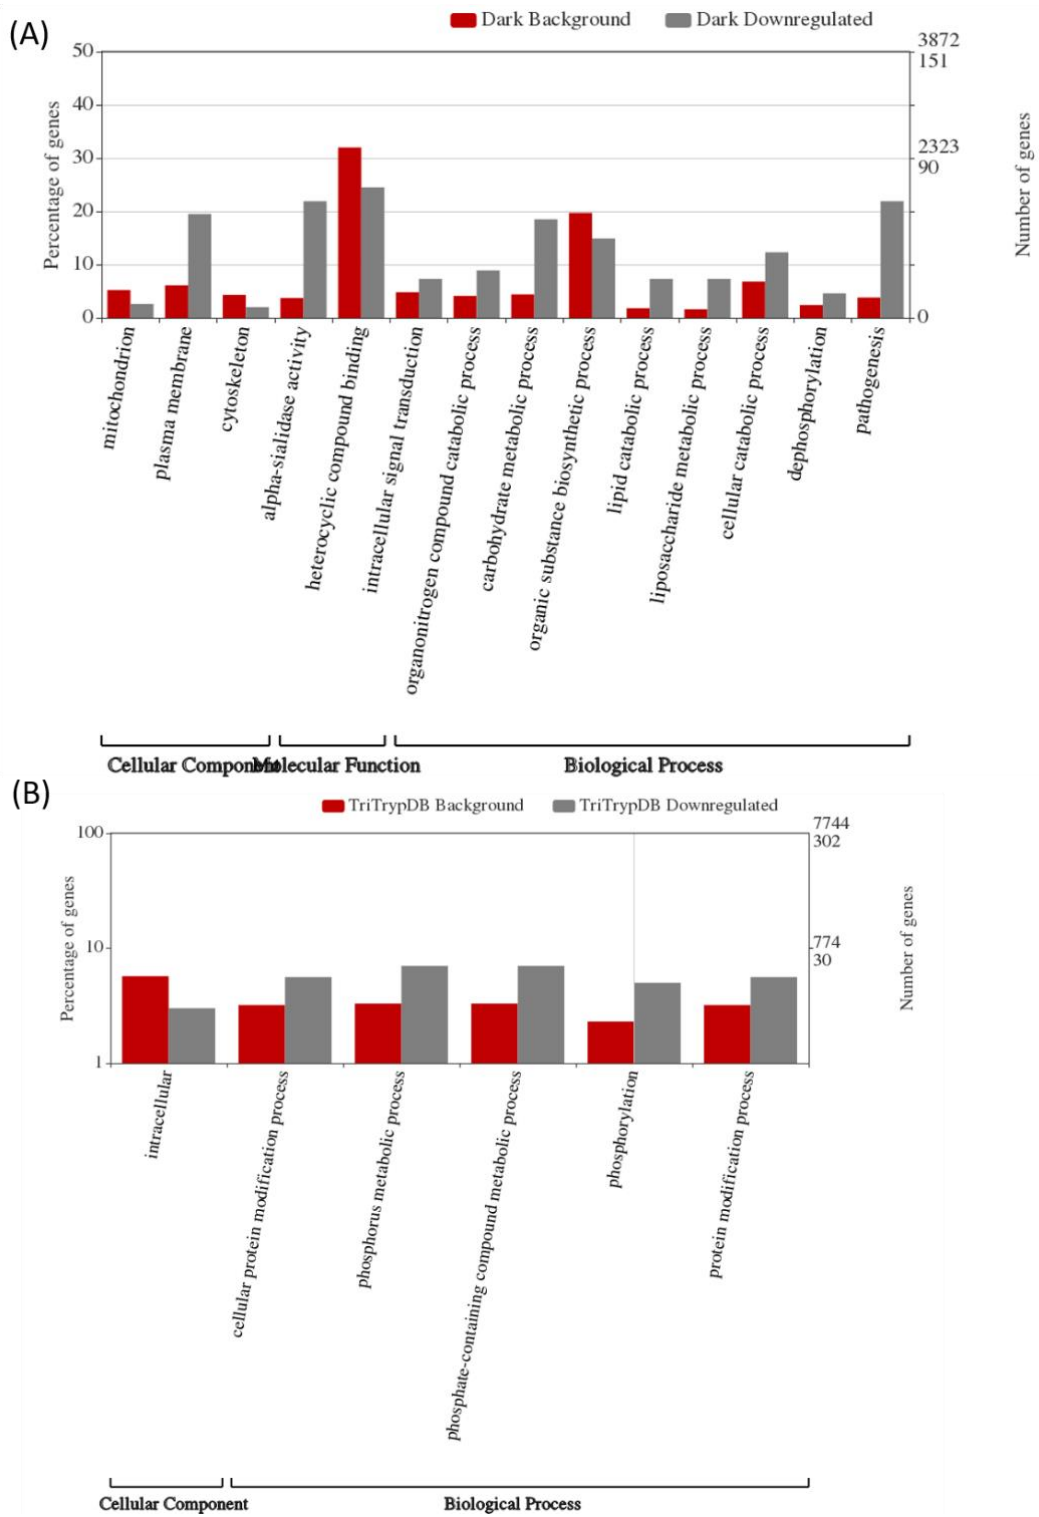 (A)
Dark Background Dark Downregulated
Percentage of genes
50
40
30
20
10
0
3872
151
2323
90
0
Number of genes
mitochondrion
plasma membrane
cytoskeleton
alpha-sialidase activity
heterocyclic compound binding
intracellular signal transduction
organonitrogen compound catabolic process
carbohydrate metabolic process
organic substance biosynthetic process
lipid catabolic process
liposaccharide metabolic process
cellular catabolic process
dephosphorylation
pathogenesis
Cellular Component Molecular Function Biological Process
(B)
TriTrypDB Background TriTrypDB Downregulated
Percentage of genes
100
10
1
7744
302
774
30
Number of genes
intracellular
cellular protein modification process
phosphorus metabolic process
phosphate-containing compound metabolic process
phosphorylation
protein modification process
Cellular Component Biological Process